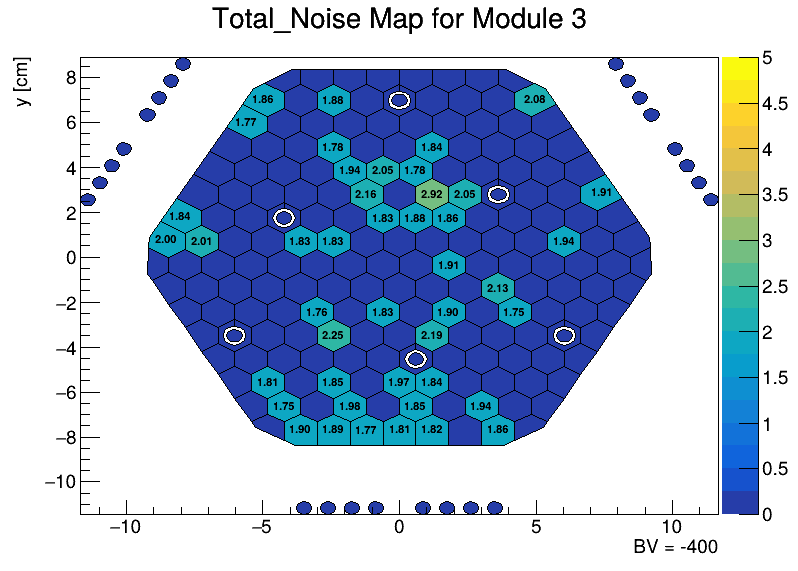 Total_Noise Map for Module 3
y [cm]
8
6
4
2
0
−2
−4
−6
−8
−10
−10
−5
0
5
10
BV = -400
5
4.5
4
3.5
3
2.5
2
1.5
1
0.5
0
1.86 1.88 2.08
1.77
1.78 1.84
1.94 2.05 1.78
2.16 2.92 2.05 1.91
1.84 1.83 1.88 1.86
2.00 2.01 1.83 1.83 1.94
1.91
2.13
1.76 1.83 1.90 1.75
2.25 2.19
1.81 1.85 1.97 1.84
1.75 1.98 1.85 1.94
1.90 1.89 1.77 1.81 1.82 1.86